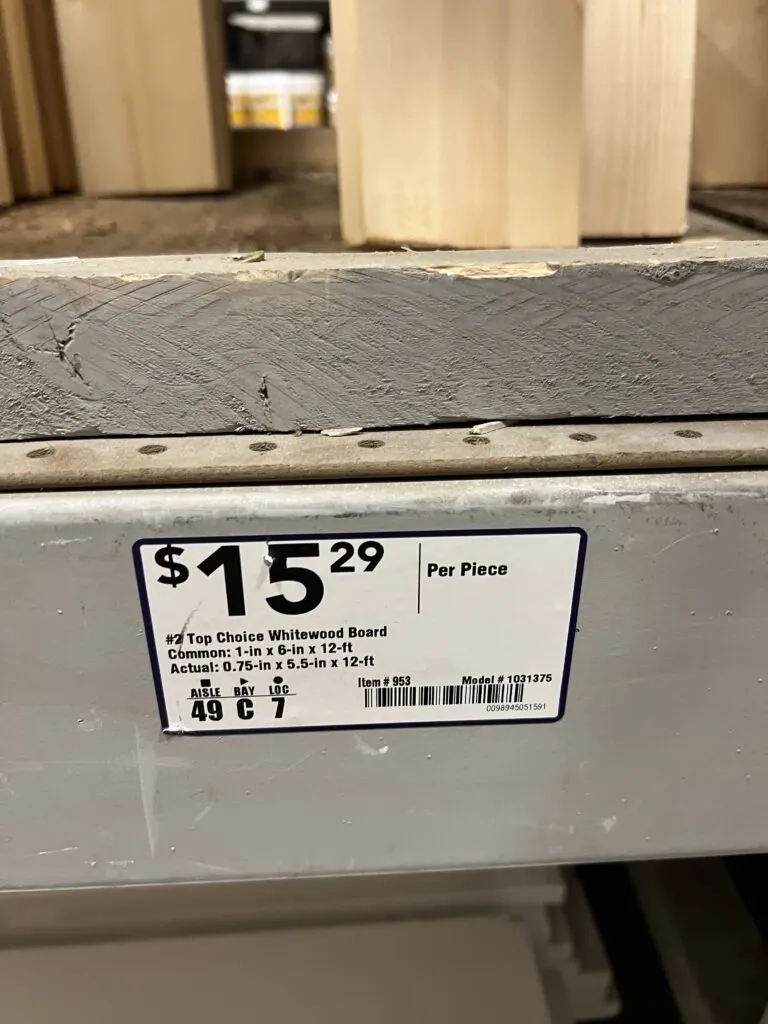 $15 29
Per Piece
#2 Top Choice Whitewood Board
Common: 1-in x 6-in x 12-ft
Actual: 0.75-in x 5.5-in x 12-ft
AISLE BAY LOC
49 C 7
Item # 953 Model # 1031375
0098945051591